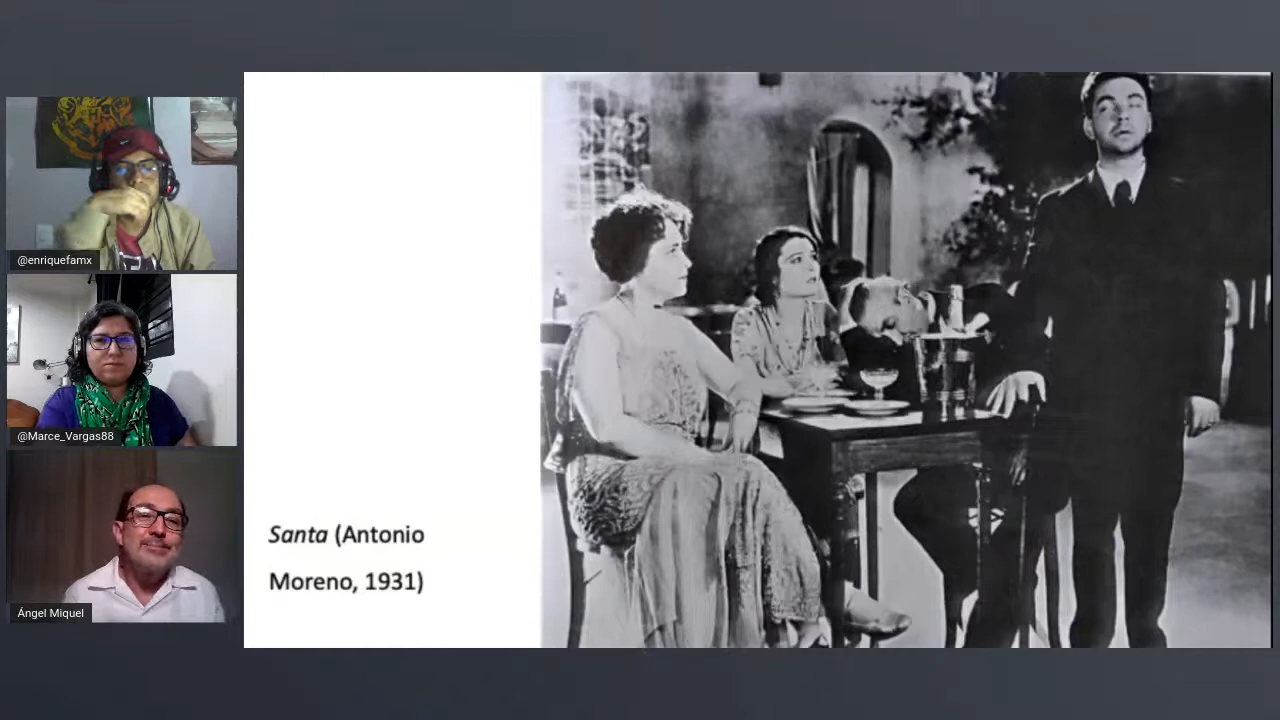 @enriquefamx
@Marce_Vargas88
Ángel Miquel
Santa (Antonio
Moreno, 1931)